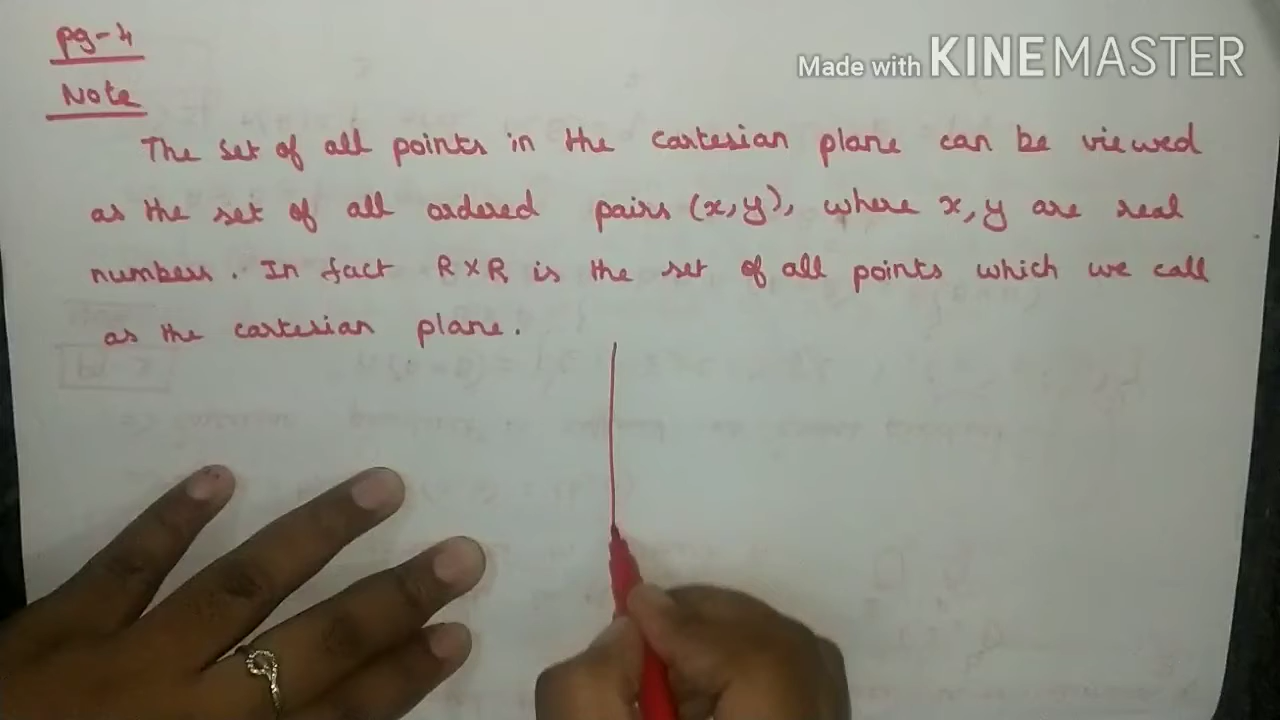 pg-4
Made with KINEMASTER
Note
The set of all points in the cartesian plane can be viewed
as the set of all ordered pairs (x,y), where x, y are real
numbers. In fact R×R is the set of all points which we call
as the cartesian plane.